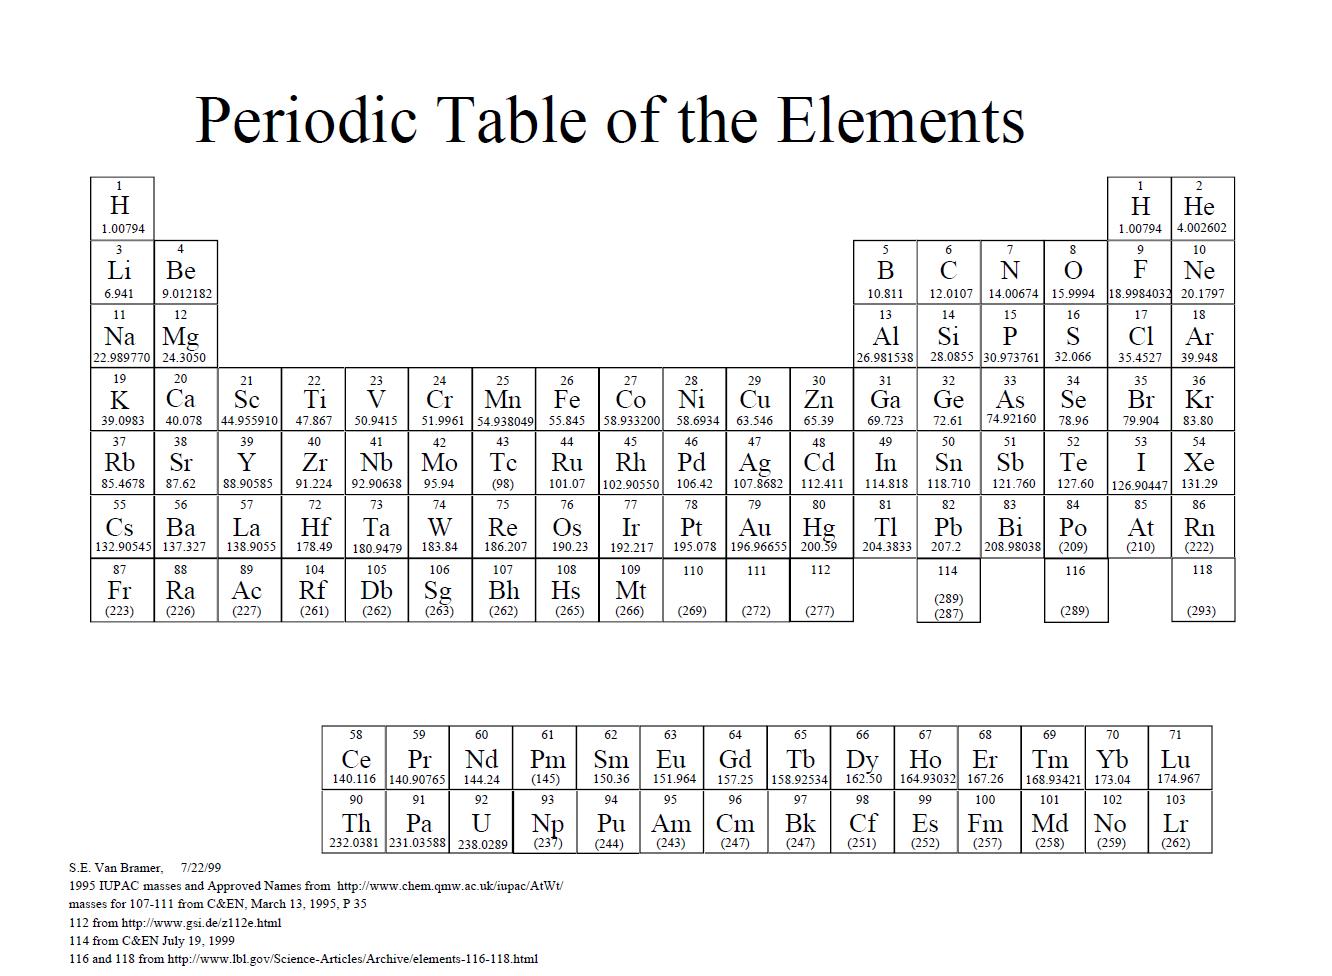 Periodic Table of the Elements
1 1 2
H H He
1.00794 1.00794 4.002602
3 4 5 6 7 8 9 10
Li Be B C N O F Ne
6.941 9.012182 10.811 12.0107 14.00674 15.9994 18.9984032 20.1797
11 12 13 14 15 16 17 18
Na Mg Al Si P S Cl Ar
22.989770 24.3050 26.981538 28.0855 30.973761 32.066 35.4527 39.948
19 20 21 22 23 24 25 26 27 28 29 30 31 32 33 34 35 36
K Ca Sc Ti V Cr Mn Fe Co Ni Cu Zn Ga Ge As Se Br Kr
39.0983 40.078 44.955910 47.867 50.9415 51.9961 54.938049 55.845 58.933200 58.6934 63.546 65.39 69.723 72.61 74.92160 78.96 79.904 83.80
37 38 39 40 41 42 43 44 45 46 47 48 49 50 51 52 53 54
Rb Sr Y Zr Nb Mo Tc Ru Rh Pd Ag Cd In Sn Sb Te I Xe
85.4678 87.62 88.90585 91.224 92.90638 95.94 (98) 101.07 102.90550 106.42 107.8682 112.411 114.818 118.710 121.760 127.60 126.90447 131.29
55 56 57 72 73 74 75 76 77 78 79 80 81 82 83 84 85 86
Cs Ba La Hf Ta W Re Os Ir Pt Au Hg Tl Pb Bi Po At Rn
132.90545 137.327 138.9055 178.49 180.9479 183.84 186.207 190.23 192.217 195.078 196.96655 200.59 204.3833 207.2 208.98038 (209) (210) (222)
87 88 89 104 105 106 107 108 109 110 111 112 114 116 118
Fr Ra Ac Rf Db Sg Bh Hs Mt
(289)
(223) (226) (227) (261) (262) (263) (262) (265) (266) (269) (272) (277) (287) (289) (293)
58 59 60 61 62 63 64 65 66 67 68 69 70 71
Ce Pr Nd Pm Sm Eu Gd Tb Dy Ho Er Tm Yb Lu
140.116 140.90765 144.24 (145) 150.36 151.964 157.25 158.92534 162.50 164.93032 167.26 168.93421 173.04 174.967
90 91 92 93 94 95 96 97 98 99 100 101 102 103
Th Pa U Np Pu Am Cm Bk Cf Es Fm Md No Lr
232.0381 231.03588 238.0289 (237) (244) (243) (247) (247) (251) (252) (257) (258) (259) (262)
S.E. Van Bramer, 7/22/99
1995 IUPAC masses and Approved Names from http://www.chem.qmw.ac.uk/iupac/AtWt/
masses for 107-111 from C&EN, March 13, 1995, P 35
112 from http://www.gsi.de/z112e.html
114 from C&EN July 19, 1999
116 and 118 from http://www.lbl.gov/Science-Articles/Archive/elements-116-118.html